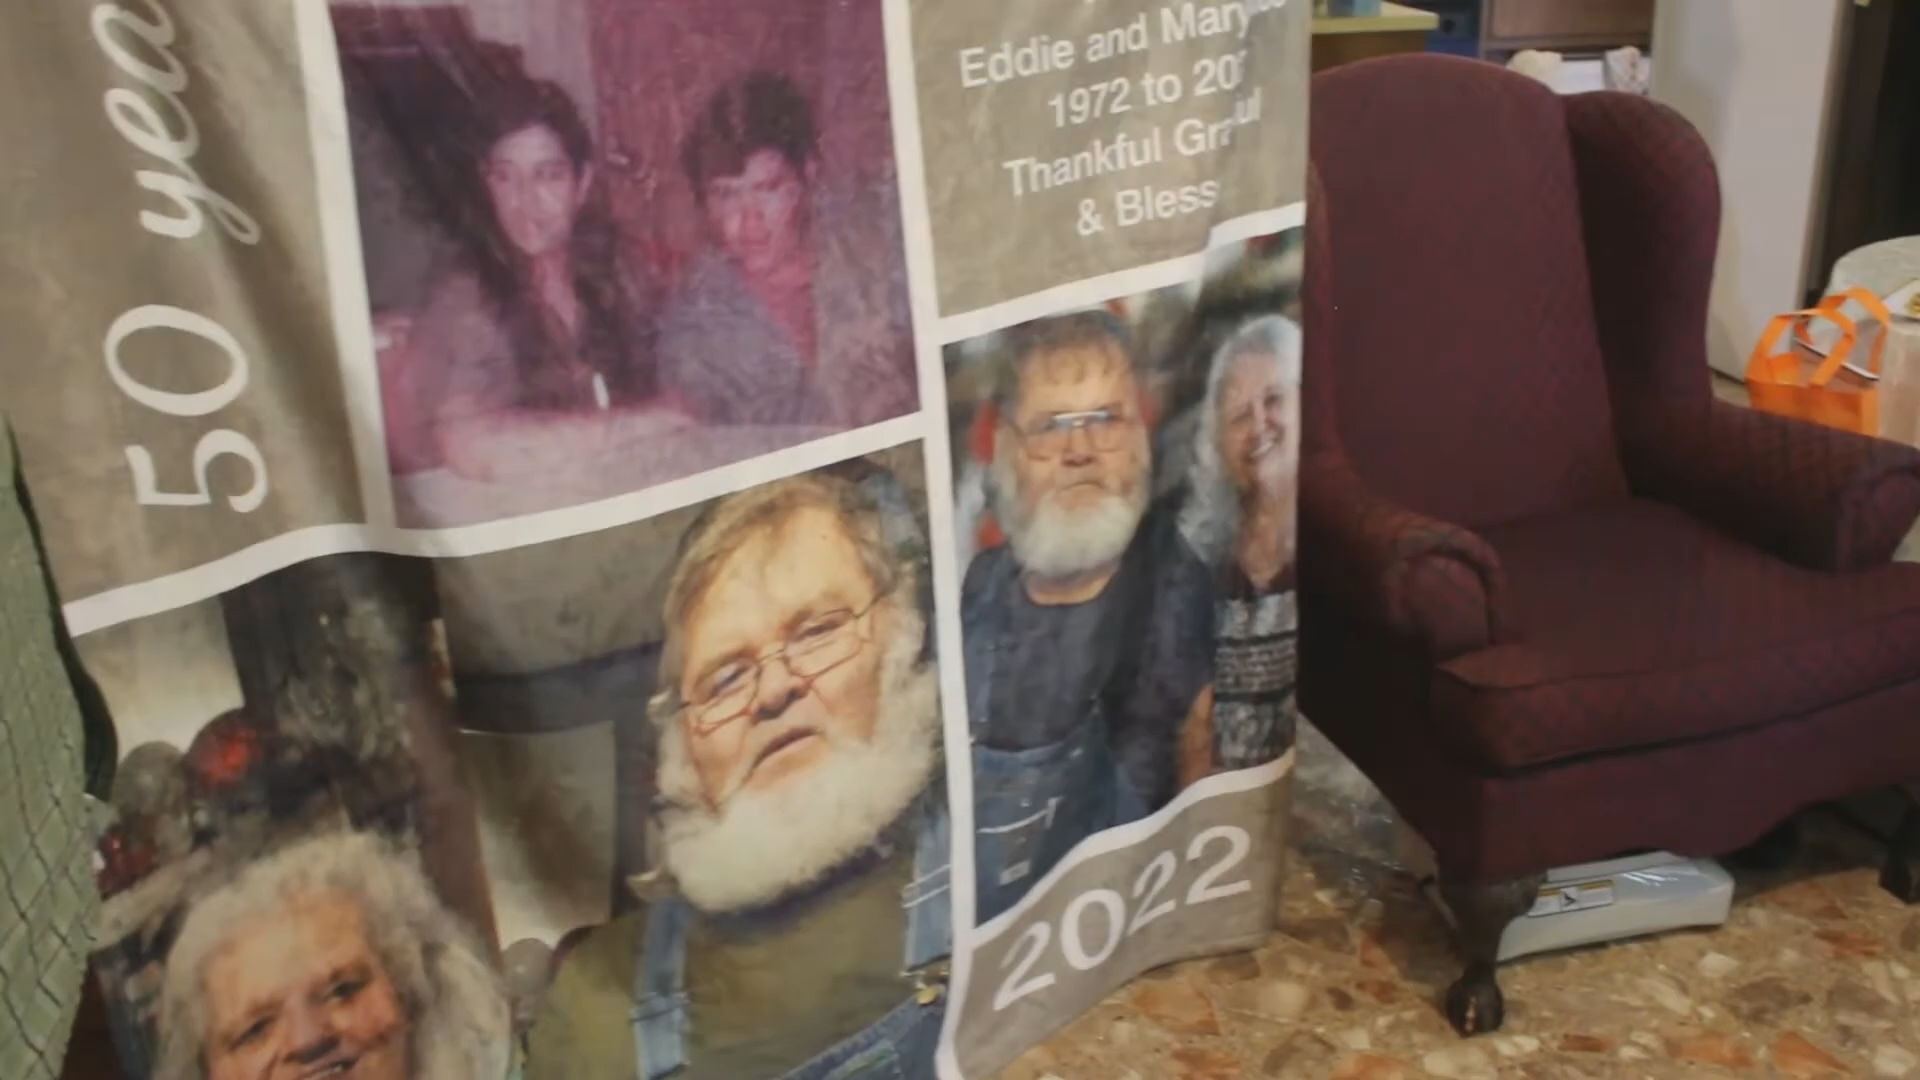 50 yea
Eddie and Mary
1972 to 20
Thankful Gr
& Bless
2022